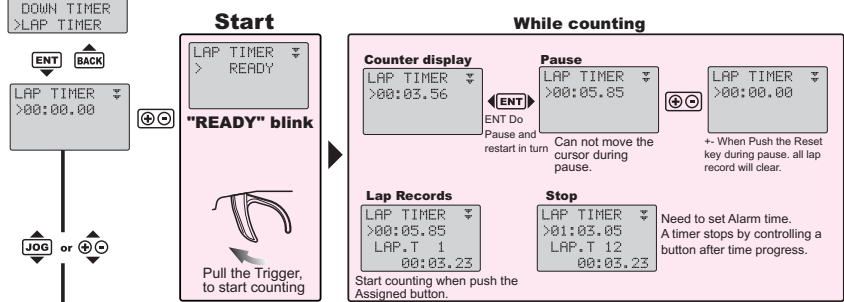 DOWN TIMER
>LAP TIMER
ENT
BACK
LAP TIMER
>00:00.00
JOG or
Start
LAP TIMER
> READY
"READY" blink
Pull the Trigger,
to start counting
While counting
Counter display
LAP TIMER
>00:03.56
ENT
ENT Do
Pause and
restart in turn
Pause
LAP TIMER
>00:05.85
Can not move the
cursor during
pause.
LAP TIMER
>00:00.00
+- When Push the Reset
key during pause. all lap
record will clear.
Lap Records
LAP TIMER
>00:05.85
LAP.T 1
00:03.23
Start counting when push the
Assigned button.
Stop
LAP TIMER
>01:03.05
LAP.T 12
00:03.23
Need to set Alarm time.
A timer stops by controlling a
button after time progress.